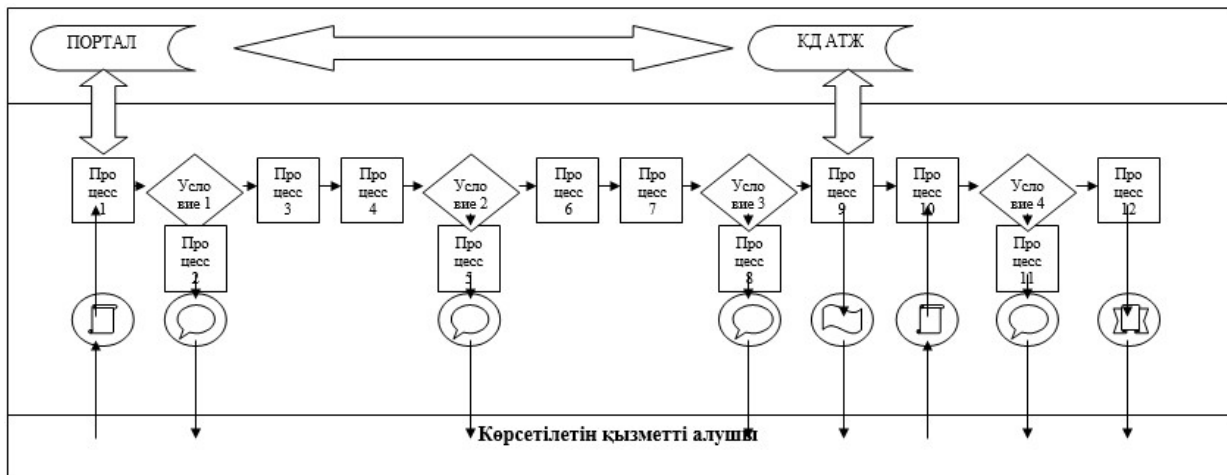 ПОРТАЛ
КД АТЖ
Про
цесс
1
Усло
вие 1
Про
цесс
3
Про
цесс
4
Усло
вие 2
Про
цесс
6
Про
цесс
7
Усло
вие 3
Про
цесс
9
Про
цесс
10
Усло
вие 4
Про
цесс
12
Про
цесс
2
Про
цесс
5
Про
цесс
8
Про
цесс
11
Көрсетілетін қызметті алушы